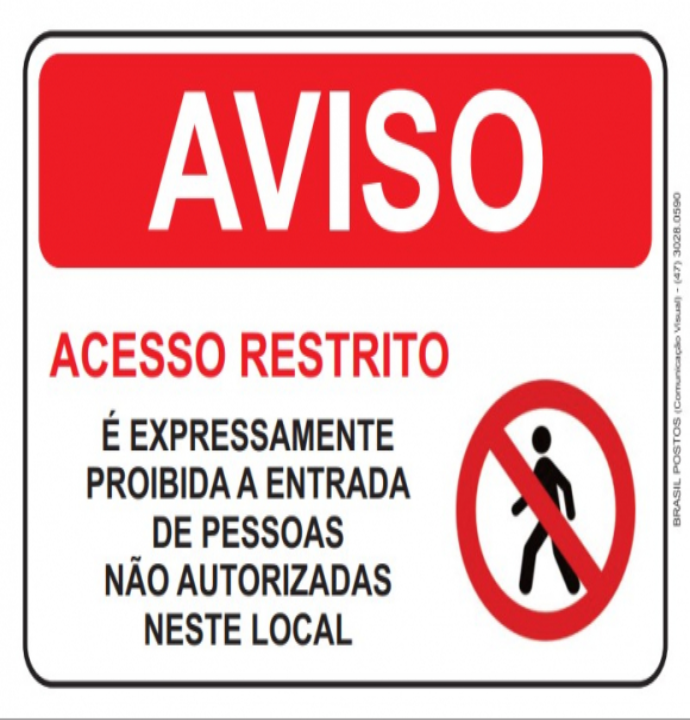 AVISO
ACESSO RESTRITO
É EXPRESSAMENTE
PROIBIDA A ENTRADA
DE PESSOAS
NÃO AUTORIZADAS
NESTE LOCAL
BRASIL POSTOS (Comunicação Visual) - (47) 3028.0590